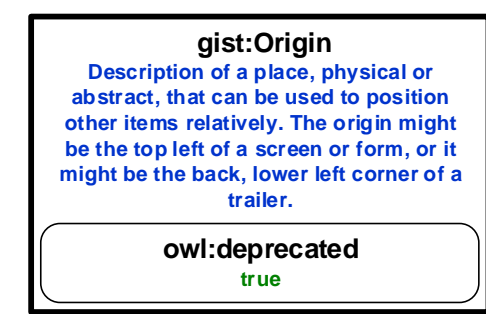 gist:Origin
Description of a place, physical or
abstract, that can be used to position
other items relatively. The origin might
be the top left of a screen or form, or it
might be the back, lower left corner of a
trailer.
owl:deprecated
true